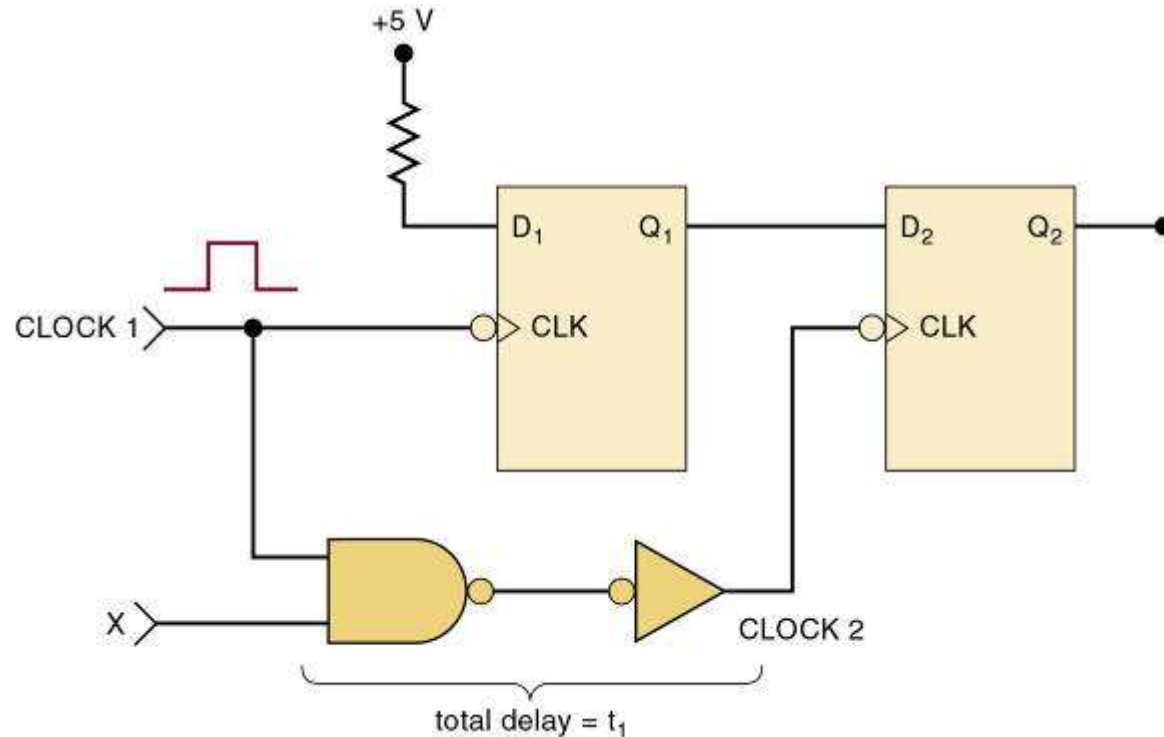 +5 V
D₁ Q₁ D₂ Q₂
CLOCK 1 CLK CLK
X
CLOCK 2
total delay = t₁